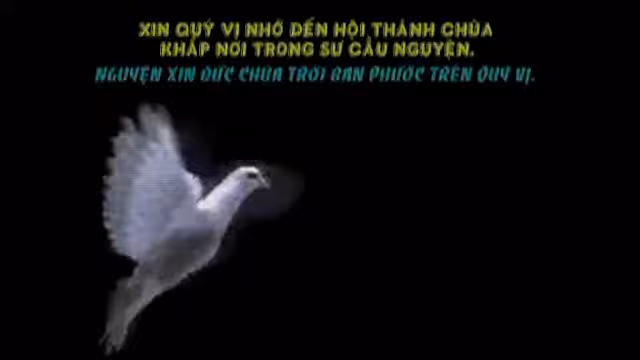 XIN QUÝ VỊ NHỚ ĐẾN HỘI THÁNH CHÚA
KHẮP NƠI TRONG SỰ CẦU NGUYỆN.
NGUYỆN XIN ĐỨC CHÚA TRỜI BAN PHƯỚC TRÊN QUÝ VỊ.